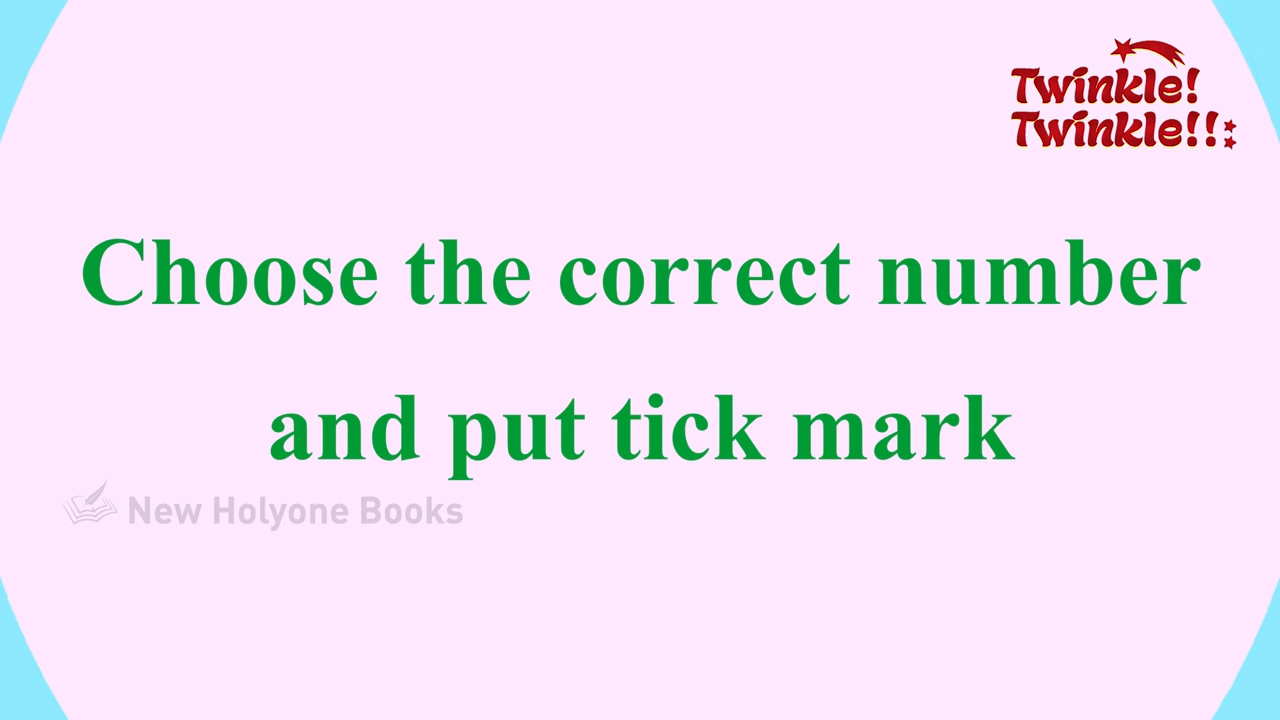 Twinkle!
Twinkle!!
Choose the correct number
and put tick mark
New Holyone Books